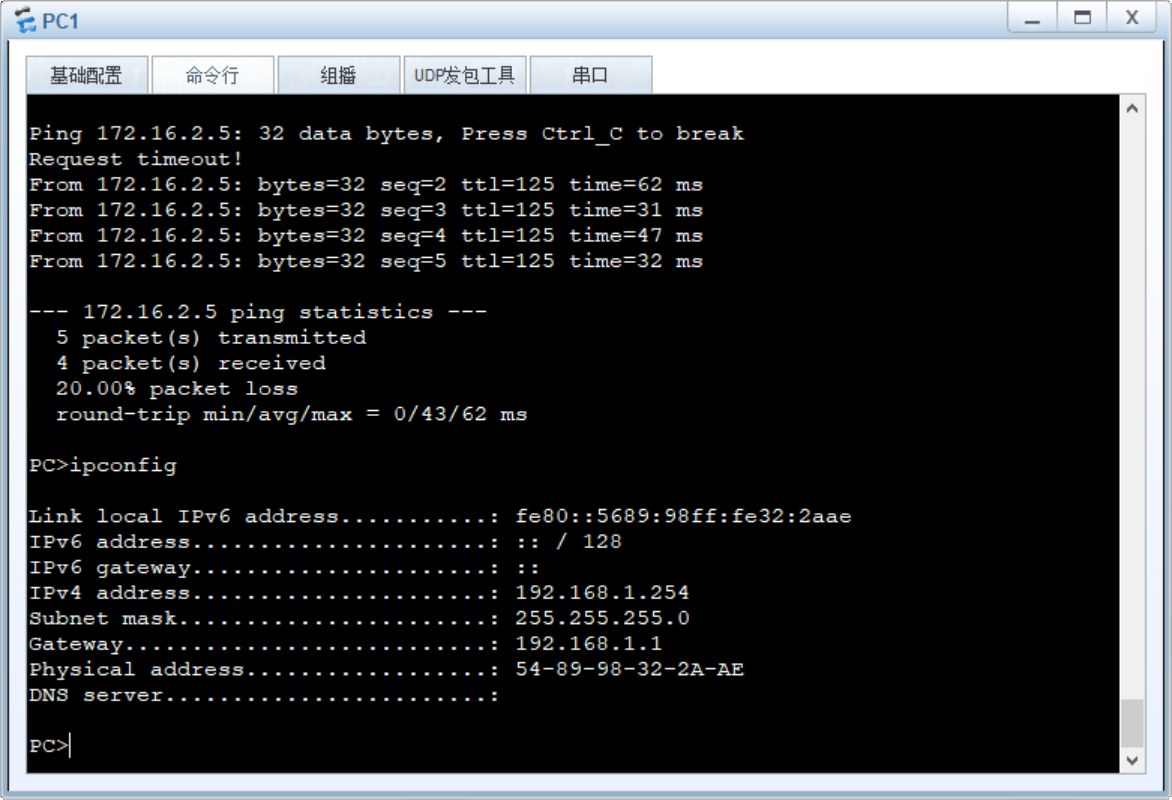 PC1
基础配置
命令行
组播
UDP发包工具
串口
Ping 172.16.2.5: 32 data bytes, Press Ctrl_C to break
Request timeout!
From 172.16.2.5: bytes=32 seq=2 ttl=125 time=62 ms
From 172.16.2.5: bytes=32 seq=3 ttl=125 time=31 ms
From 172.16.2.5: bytes=32 seq=4 ttl=125 time=47 ms
From 172.16.2.5: bytes=32 seq=5 ttl=125 time=32 ms
--- 172.16.2.5 ping statistics ---
5 packet(s) transmitted
4 packet(s) received
20.00% packet loss
round-trip min/avg/max = 0/43/62 ms
PC>ipconfig
Link local IPv6 address...........: fe80::5689:98ff:fe32:2aae
IPv6 address......................: :: / 128
IPv6 gateway......................: ::
IPv4 address......................: 192.168.1.254
Subnet mask.......................: 255.255.255.0
Gateway...........................: 192.168.1.1
Physical address..................: 54-89-98-32-2A-AE
DNS server........................:
PC>